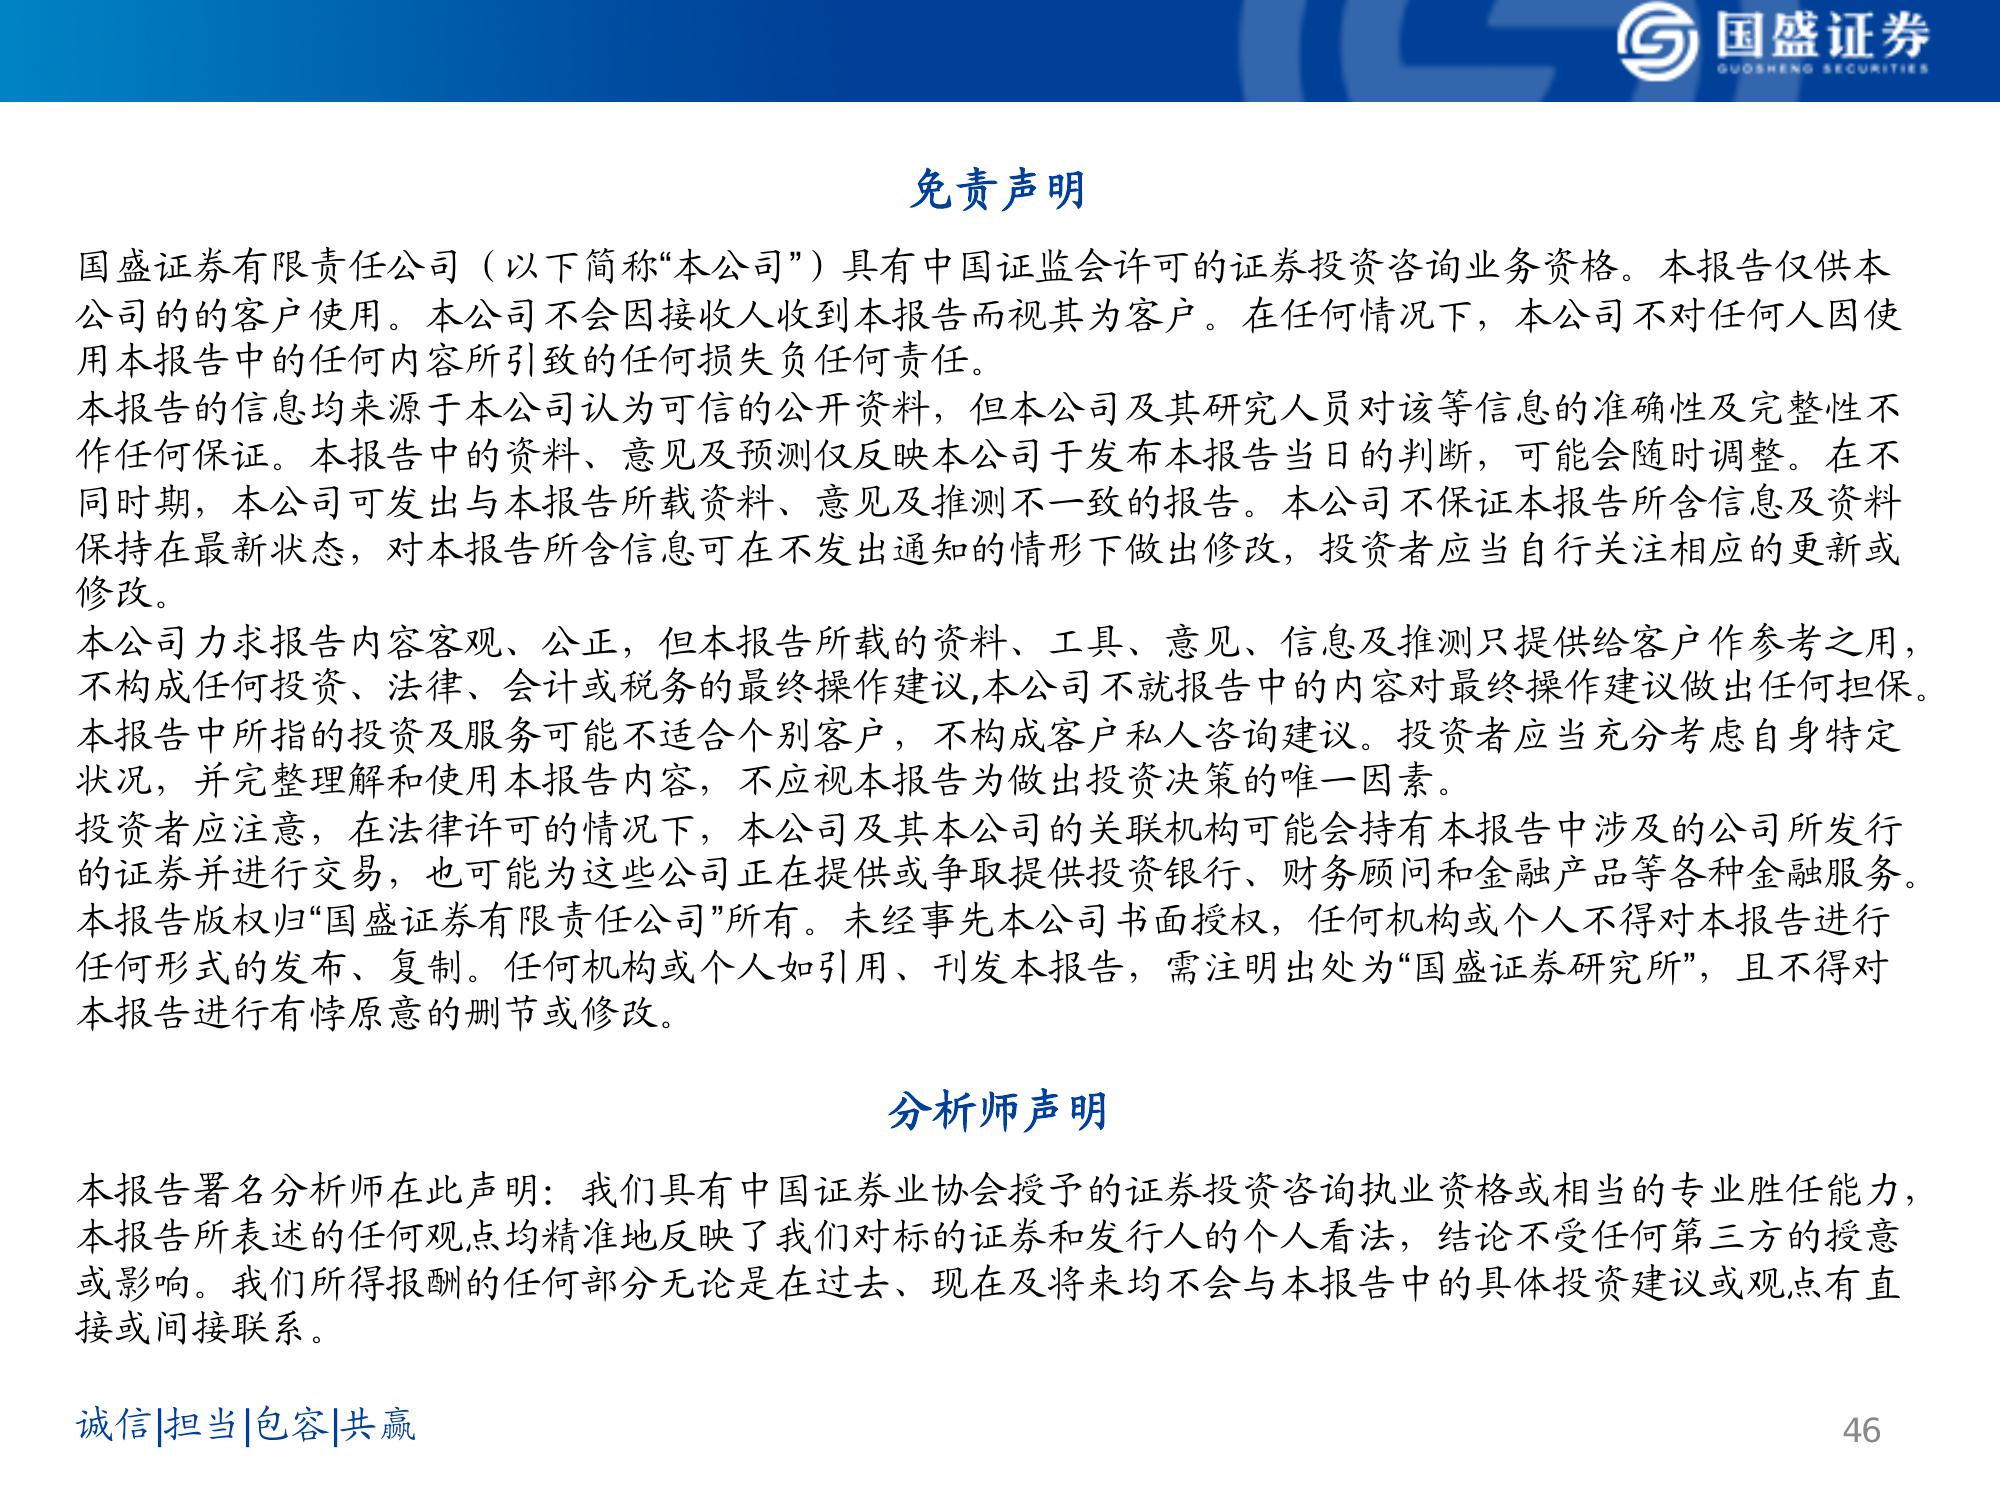 国盛证券
GUOSHENG SECURITIES
免责声明
国盛证券有限责任公司（以下简称“本公司”）具有中国证监会许可的证券投资咨询业务资格。本报告仅供本
公司的的客户使用。本公司不会因接收人收到本报告而视其为客户。在任何情况下，本公司不对任何人因使
用本报告中的任何内容所引致的任何损失负任何责任。
本报告的信息均来源于本公司认为可信的公开资料，但本公司及其研究人员对该等信息的准确性及完整性不
作任何保证。本报告中的资料、意见及预测仅反映本公司于发布本报告当日的判断，可能会随时调整。在不
同时期，本公司可发出与本报告所载资料、意见及推测不一致的报告。本公司不保证本报告所含信息及资料
保持在最新状态，对本报告所含信息可在不发出通知的情形下做出修改，投资者应当自行关注相应的更新或
修改。
本公司力求报告内容客观、公正，但本报告所载的资料、工具、意见、信息及推测只提供给客户作参考之用，
不构成任何投资、法律、会计或税务的最终操作建议,本公司不就报告中的内容对最终操作建议做出任何担保。
本报告中所指的投资及服务可能不适合个别客户，不构成客户私人咨询建议。投资者应当充分考虑自身特定
状况，并完整理解和使用本报告内容，不应视本报告为做出投资决策的唯一因素。
投资者应注意，在法律许可的情况下，本公司及其本公司的关联机构可能会持有本报告中涉及的公司所发行
的证券并进行交易，也可能为这些公司正在提供或争取提供投资银行、财务顾问和金融产品等各种金融服务。
本报告版权归“国盛证券有限责任公司”所有。未经事先本公司书面授权，任何机构或个人不得对本报告进行
任何形式的发布、复制。任何机构或个人如引用、刊发本报告，需注明出处为“国盛证券研究所”，且不得对
本报告进行有悖原意的删节或修改。
分析师声明
本报告署名分析师在此声明：我们具有中国证券业协会授予的证券投资咨询执业资格或相当的专业胜任能力，
本报告所表述的任何观点均精准地反映了我们对标的证券和发行人的个人看法，结论不受任何第三方的授意
或影响。我们所得报酬的任何部分无论是在过去、现在及将来均不会与本报告中的具体投资建议或观点有直
接或间接联系。
诚信|担当|包容|共赢
46